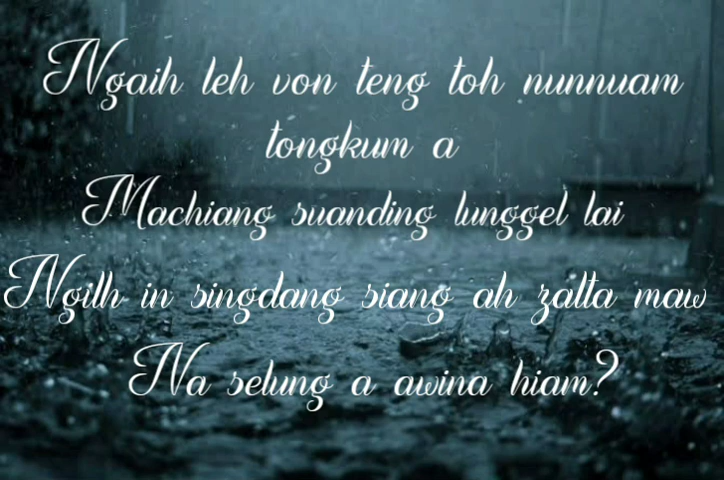 Ngaih leh von teng toh nunnuam
tongkum a
Machiang suanding lunggel lai
Ngilh in singdang siang ah zalta maw
Na selung a awina hiam?